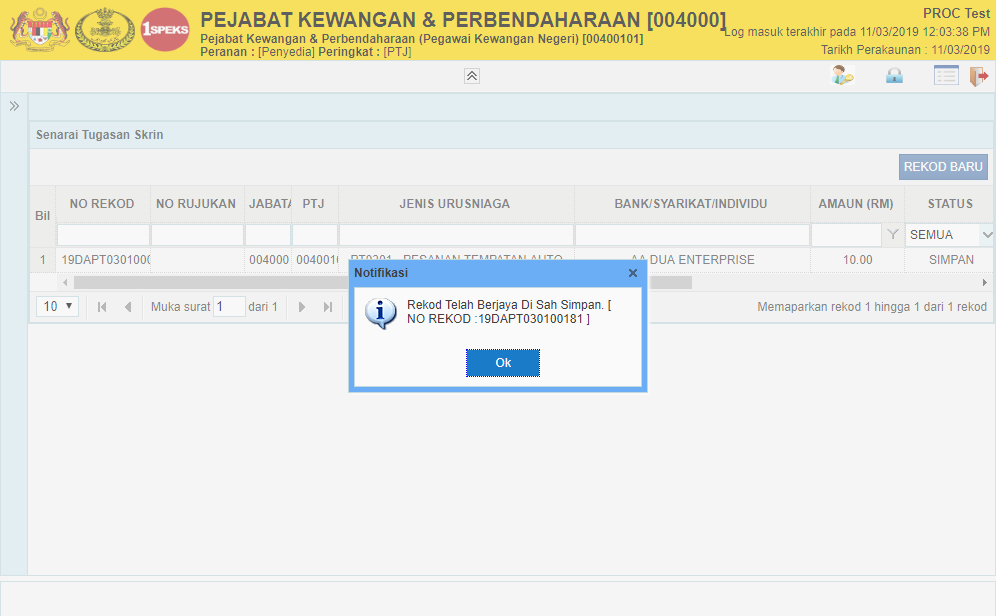 1SPEKS
PEJABAT KEWANGAN & PERBENDAHARAAN [004000]
Pejabat Kewangan & Perbendaharaan (Pegawai Kewangan Negeri) [00400101]
Peranan : [Penyedia] Peringkat : [PTJ]
PROC Test
Log masuk terakhir pada 11/03/2019 12:03:38 PM
Tarikh Perakaunan : 11/03/2019
Senarai Tugasan Skrin
REKOD BARU
Bil NO REKOD NO RUJUKAN JABATA PTJ JENIS URUSNIAGA BANK/SYARIKAT/INDIVIDU AMAUN (RM) STATUS
SEMUA
1 19DAPT0301000 004000 0040010 PT0301 - PESANAN TEMPATAN AUTO AA DUA ENTERPRISE 10.00 SIMPAN
10 Muka surat 1 dari 1 Memaparkan rekod 1 hingga 1 dari 1 rekod
Notifikasi
Rekod Telah Berjaya Di Sah Simpan. [
NO REKOD :19DAPT030100181 ]
Ok